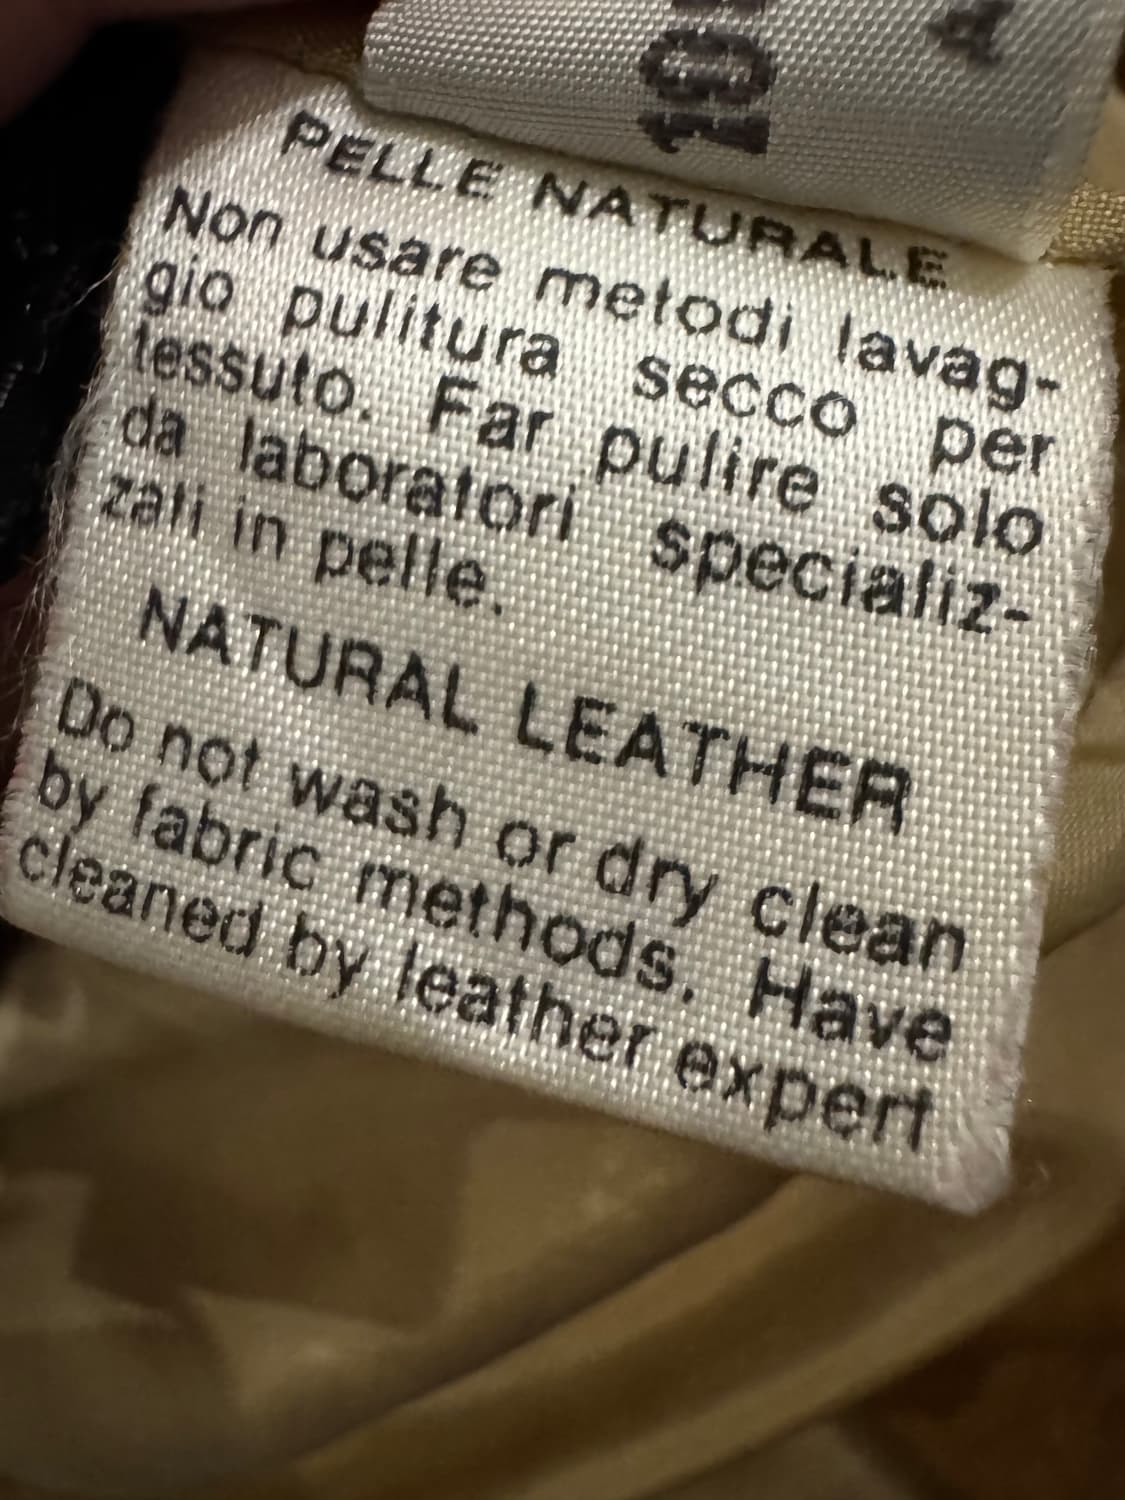 PELLE NATURALE
Non usare metodi lavag-
gio pulitura secco per
tessuto. Far pulire solo
da laboratori specializ-
zati in pelle.
NATURAL LEATHER
Do not wash or dry clean
by fabric methods. Have
cleaned by leather expert